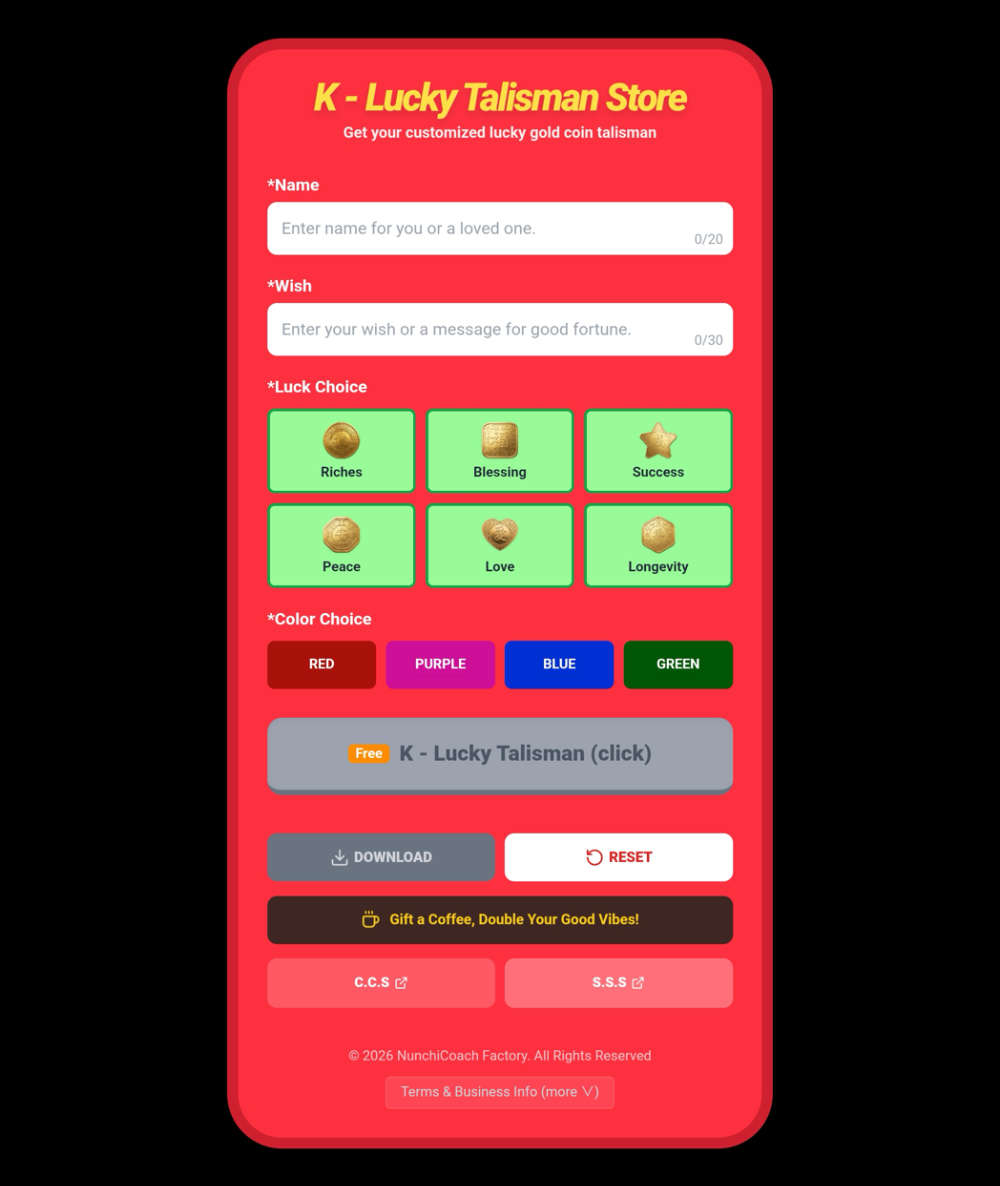 K - Lucky Talisman Store
Get your customized lucky gold coin talisman
*Name
Enter name for you or a loved one.
0/20
*Wish
Enter your wish or a message for good fortune.
0/30
*Luck Choice
Riches
Blessing
Success
Peace
Love
Longevity
*Color Choice
RED
PURPLE
BLUE
GREEN
Free K - Lucky Talisman (click)
DOWNLOAD
RESET
Gift a Coffee, Double Your Good Vibes!
C.C.S
S.S.S
© 2026 NunchiCoach Factory. All Rights Reserved
Terms & Business Info (more ∨)